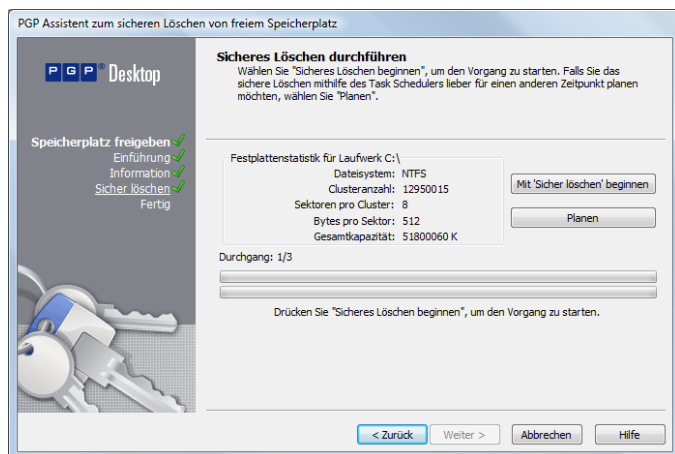 PGP Assistent zum sicheren Löschen von freiem Speicherplatz
PGP® Desktop
Speicherplatz freigeben
Einführung
Information
Sicher löschen
Fertig
Sicheres Löschen durchführen
Wählen Sie "Sicheres Löschen beginnen", um den Vorgang zu starten. Falls Sie das
sichere Löschen mithilfe des Task Schedulers lieber für einen anderen Zeitpunkt planen
möchten, wählen Sie "Planen".
Festplattenstatistik für Laufwerk C:\
Dateisystem: NTFS
Clusteranzahl: 12950015
Sektoren pro Cluster: 8
Bytes pro Sektor: 512
Gesamtkapazität: 51800060 K
Mit 'Sicher löschen' beginnen
Planen
Durchgang: 1/3
Drücken Sie "Sicheres Löschen beginnen", um den Vorgang zu starten.
< Zurück
Weiter >
Abbrechen
Hilfe